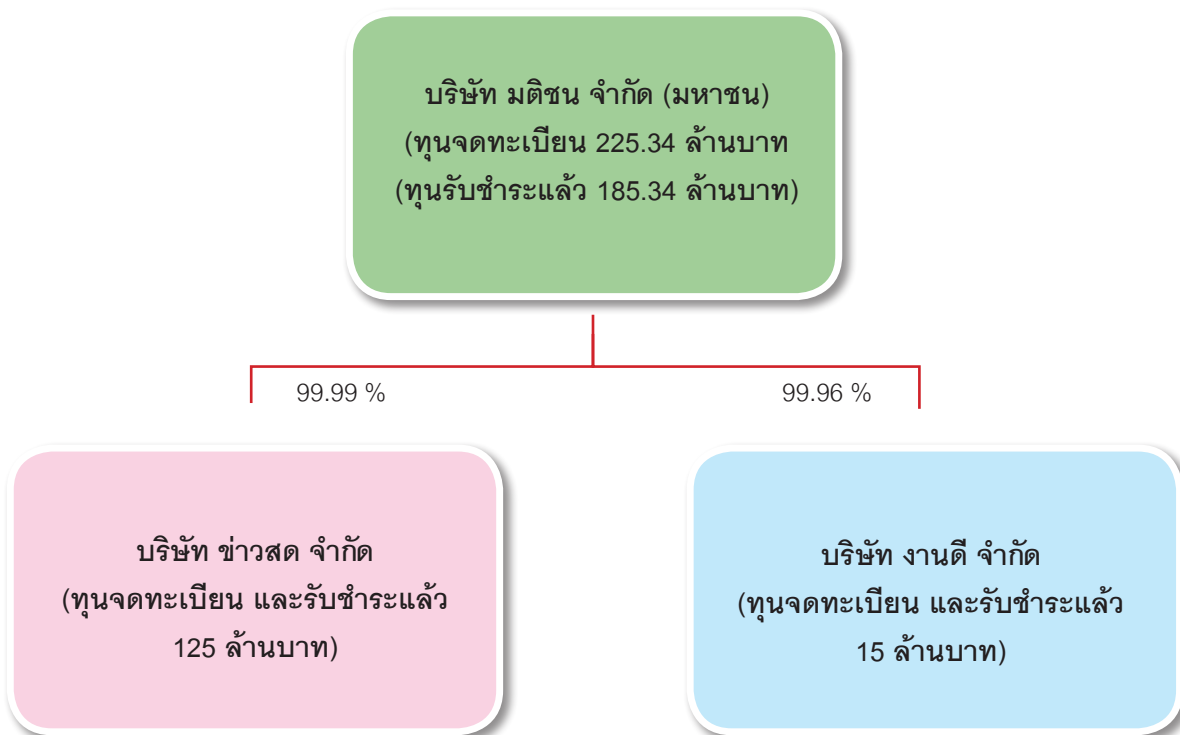 บริษัท มติชน จำกัด (มหาชน)
(ทุนจดทะเบียน 225.34 ล้านบาท
(ทุนรับชำระแล้ว 185.34 ล้านบาท)
99.99 %
99.96 %
บริษัท ข่าวสด จำกัด
(ทุนจดทะเบียน และรับชำระแล้ว
125 ล้านบาท)
บริษัท งานดี จำกัด
(ทุนจดทะเบียน และรับชำระแล้ว
15 ล้านบาท)